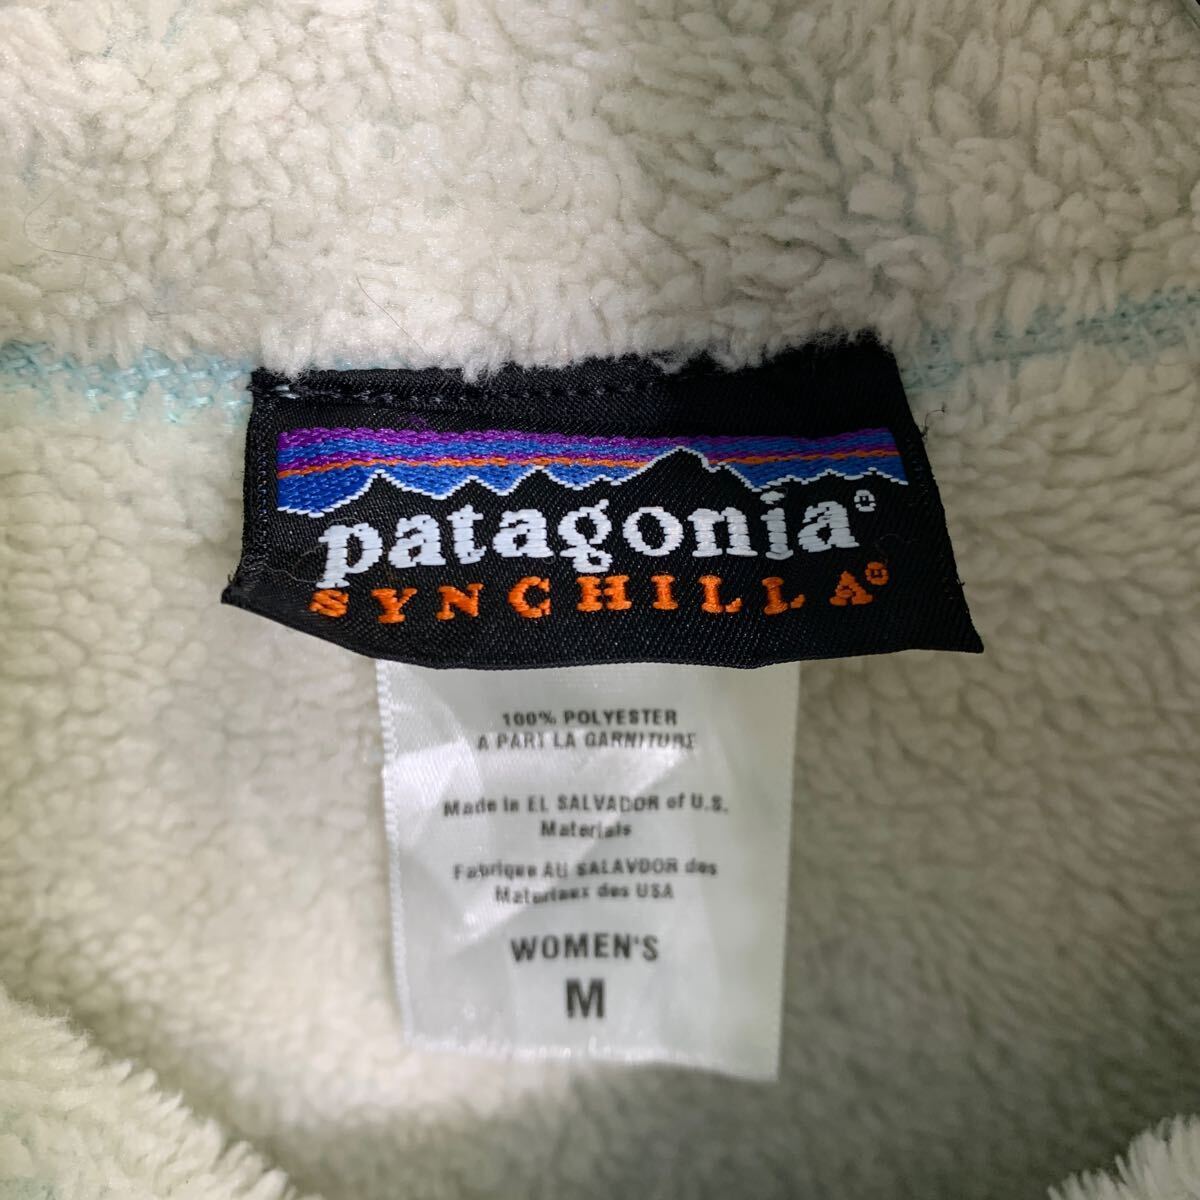 patagonia®
SYNCHILLA®
100% POLYESTER
A PART LA GARNITURE
Made in EL SALVADOR of U.S.
Materials
Fabrique AU SALAVDOR des
Materiaux des USA
WOMEN'S
M